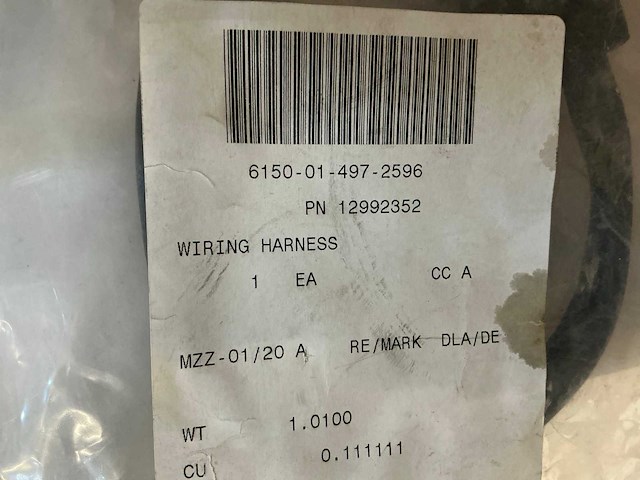 6150-01-497-2596
PN 12992352
WIRING HARNESS
1 EA CC A
MZZ-01/20 A RE/MARK DLA/DE
WT 1.0100
CU 0.111111